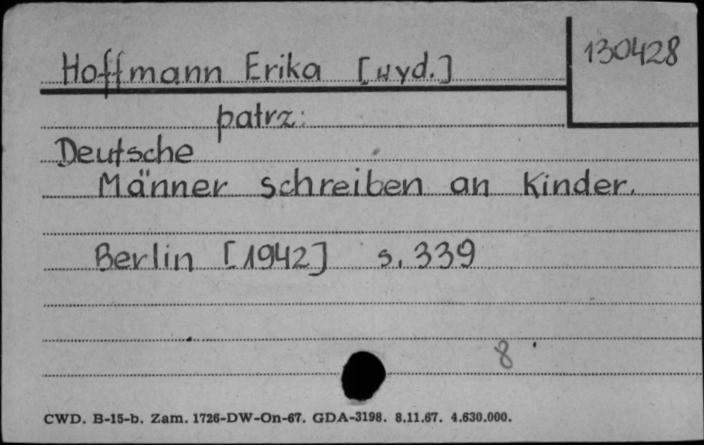 130428
Hoffmann Erika [wyd.]
patrz:
Deutsche
Männer schreiben an Kinder.
Berlin [1942] s. 339
8
CWD. B-15-b. Zam. 1726-DW-On-67. GDA-3198. 8.11.67. 4.630.000.